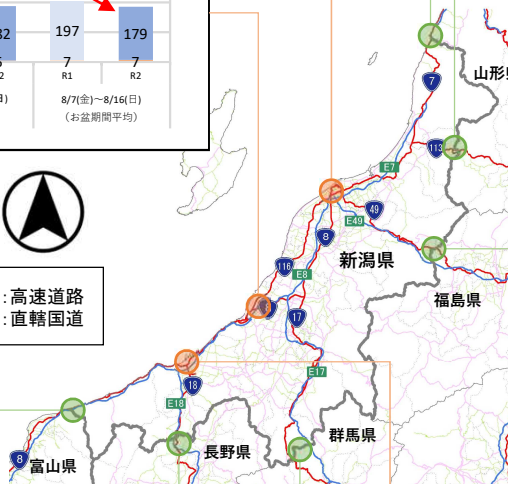 197
179
7
7
R1
R2
8/7(金)～8/16(日)
(お盆期間平均)
：高速道路
：直轄国道
7
山形
113
E7
49
E49
8
新潟県
116
E8
福島県
17
E17
18
E18
群馬県
長野県
8
富山県